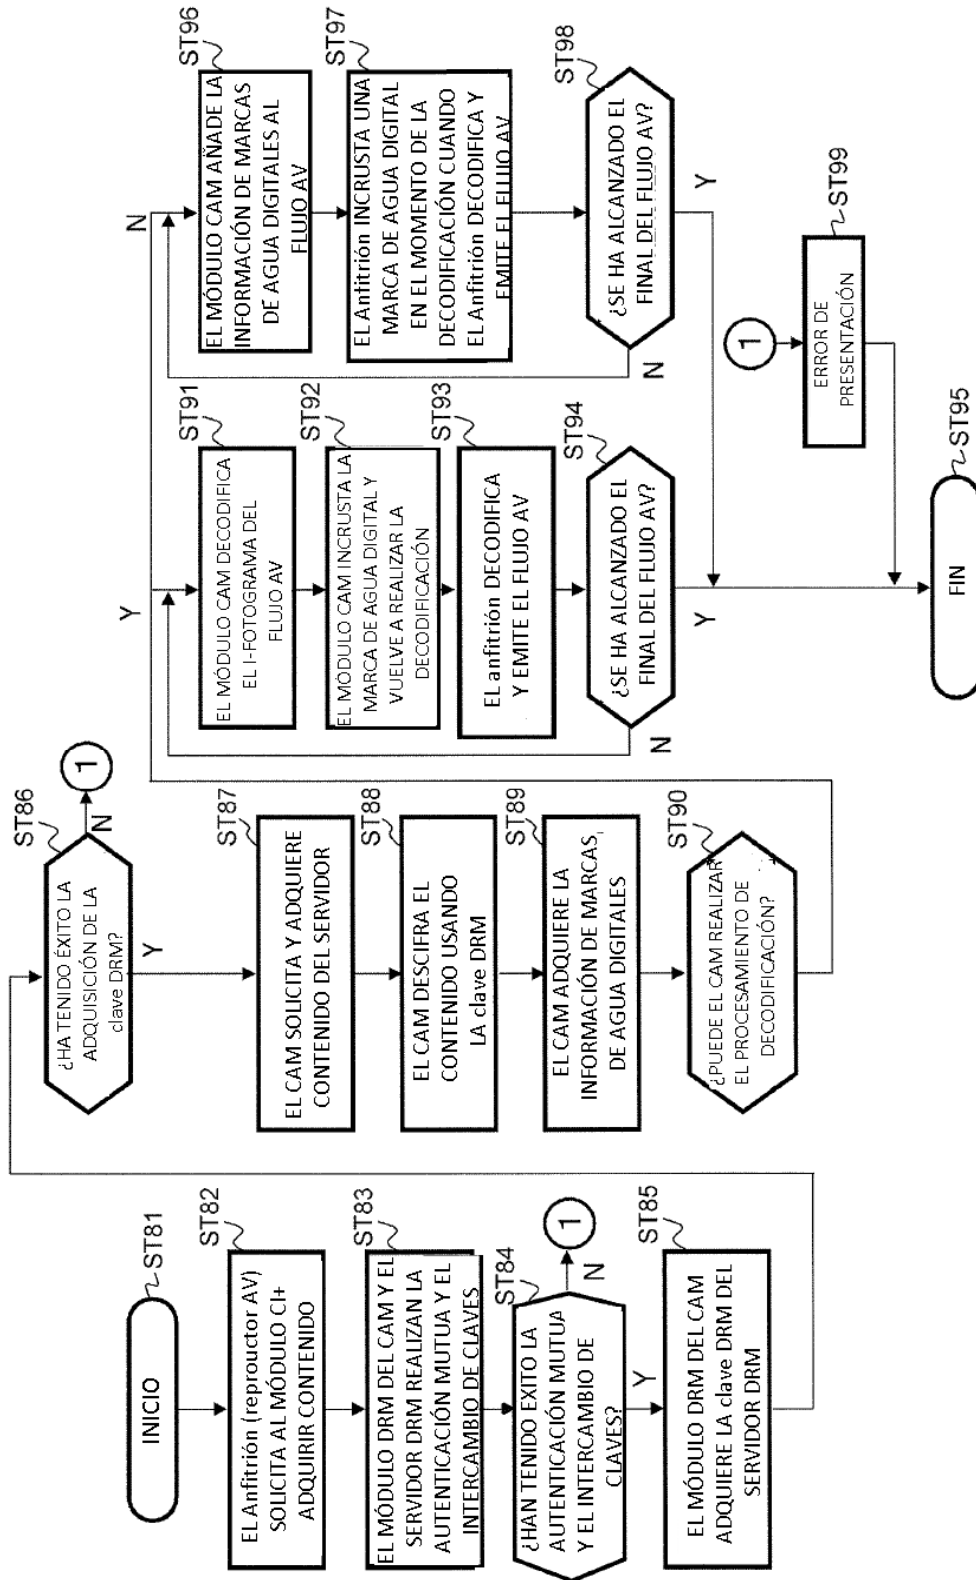 INICIO
ST81
El Anfitrión (reproductor AV)
SOLICITA AL MÓDULO CI+
ADQUIRIR CONTENIDO
ST82
EL MÓDULO DRM DEL CAM Y EL
SERVIDOR DRM REALIZAN LA
AUTENTICACIÓN MUTUA Y EL
INTERCAMBIO DE CLAVES
ST83
¿HAN TENIDO EXITO LA
AUTENTICACIÓN MUTUA
Y EL INTERCAMBIO DE
CLAVES?
ST84
N
1
Y
EL MÓDULO DRM DEL CAM
ADQUIERE LA clave DRM DEL
SERVIDOR DRM
ST85
¿HA TENIDO ÉXITO LA
ADQUISICIÓN DE LA
clave DRM?
ST86
N
1
Y
EL CAM SOLICITA Y ADQUIERE
CONTENIDO DEL SERVIDOR
ST87
EL CAM DESCIFRA EL
CONTENIDO USANDO
LA clave DRM
ST88
EL CAM ADQUIERE LA
INFORMACIÓN DE MARCAS
DE AGUA DIGITALES
ST89
¿PUEDE EL CAM REALIZAR
EL PROCESAMIENTO DE
DECODIFICACIÓN?
ST90
Y
N
EL MÓDULO CAM DECODIFICA
EL I-FOTOGRAMA DEL
FLUJO AV
ST91
EL MÓDULO CAM INCRUSTA LA
MARCA DE AGUA DIGITAL Y
VUELVE A REALIZAR LA
DECODIFICACIÓN
ST92
EL anfitrión DECODIFICA
Y EMITE EL FLUJO AV
ST93
¿SE HA ALCANZADO EL
FINAL DEL FLUJO AV?
ST94
N
Y
EL MÓDULO CAM AÑADE LA
INFORMACIÓN DE MARCAS
DE AGUA DIGITALES AL
FLUJO AV
ST96
El Anfitrión INCRUSTA UNA
MARCA DE AGUA DIGITAL
EN EL MOMENTO DE LA
DECODIFICACIÓN CUANDO
El Anfitrión DECODIFICA Y
EMITE EL FLUJO AV
ST97
¿SE HA ALCANZADO EL
FINAL DEL FLUJO AV?
ST98
N
Y
1
ERROR DE
PRESENTACIÓN
ST99
FIN
ST95